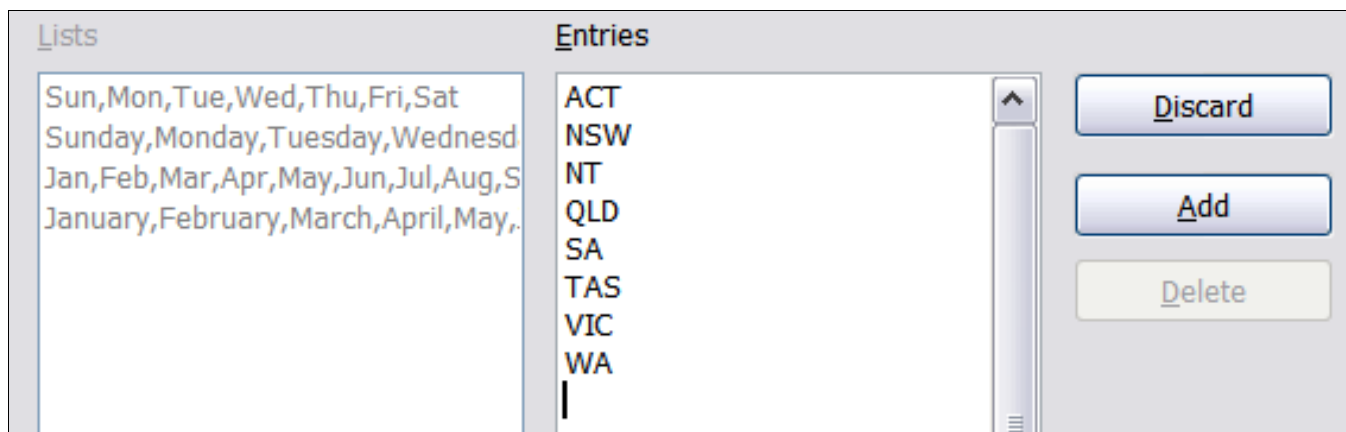 Lists
Entries
Sun,Mon,Tue,Wed,Thu,Fri,Sat
Sunday,Monday,Tuesday,Wednesd
Jan,Feb,Mar,Apr,May,Jun,Jul,Aug,S
January,February,March,April,May,.
ACT
NSW
NT
QLD
SA
TAS
VIC
WA
Discard
Add
Delete